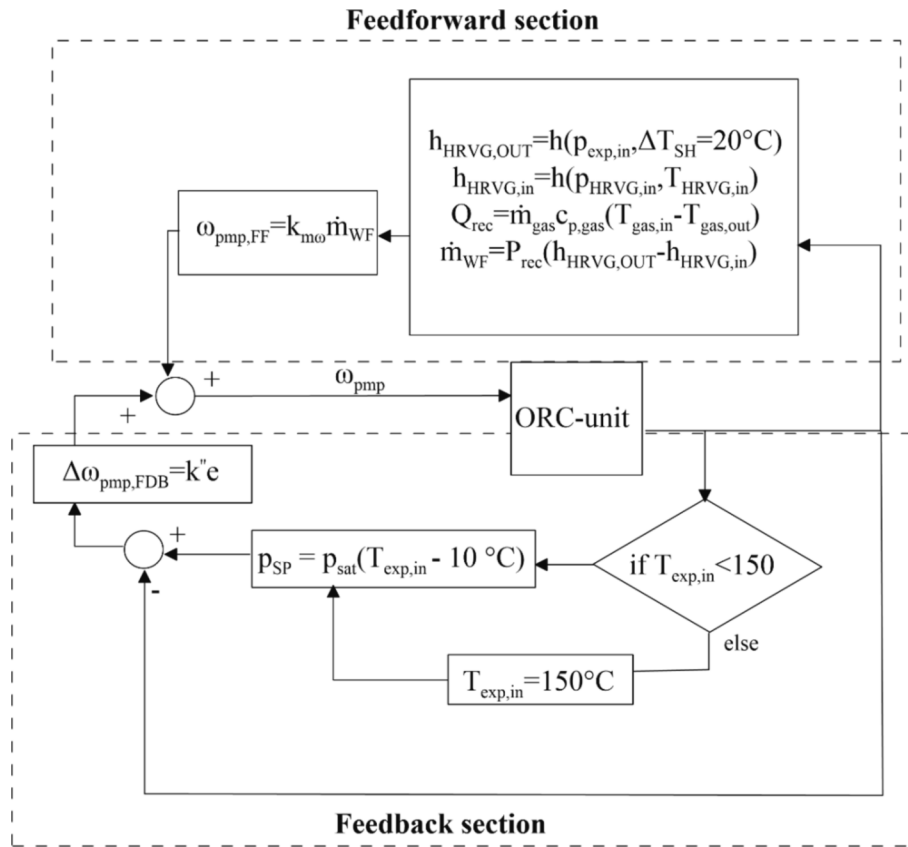 Feedforward section
h_HRVG,OUT=h(p_exp,in,ΔT_SH=20°C)
h_HRVG,in=h(p_HRVG,in,T_HRVG,in)
Q_rec=ṁ_gas c_p,gas(T_gas,in-T_gas,out)
ṁ_WF=P_rec(h_HRVG,OUT-h_HRVG,in)
ω_pmp,FF=k_mω ṁ_WF
+
ω_pmp
+
ORC-unit
Δω_pmp,FDB=k"e
+
p_SP = p_sat(T_exp,in - 10 °C)
if T_exp,in<150
-
else
T_exp,in=150°C
Feedback section